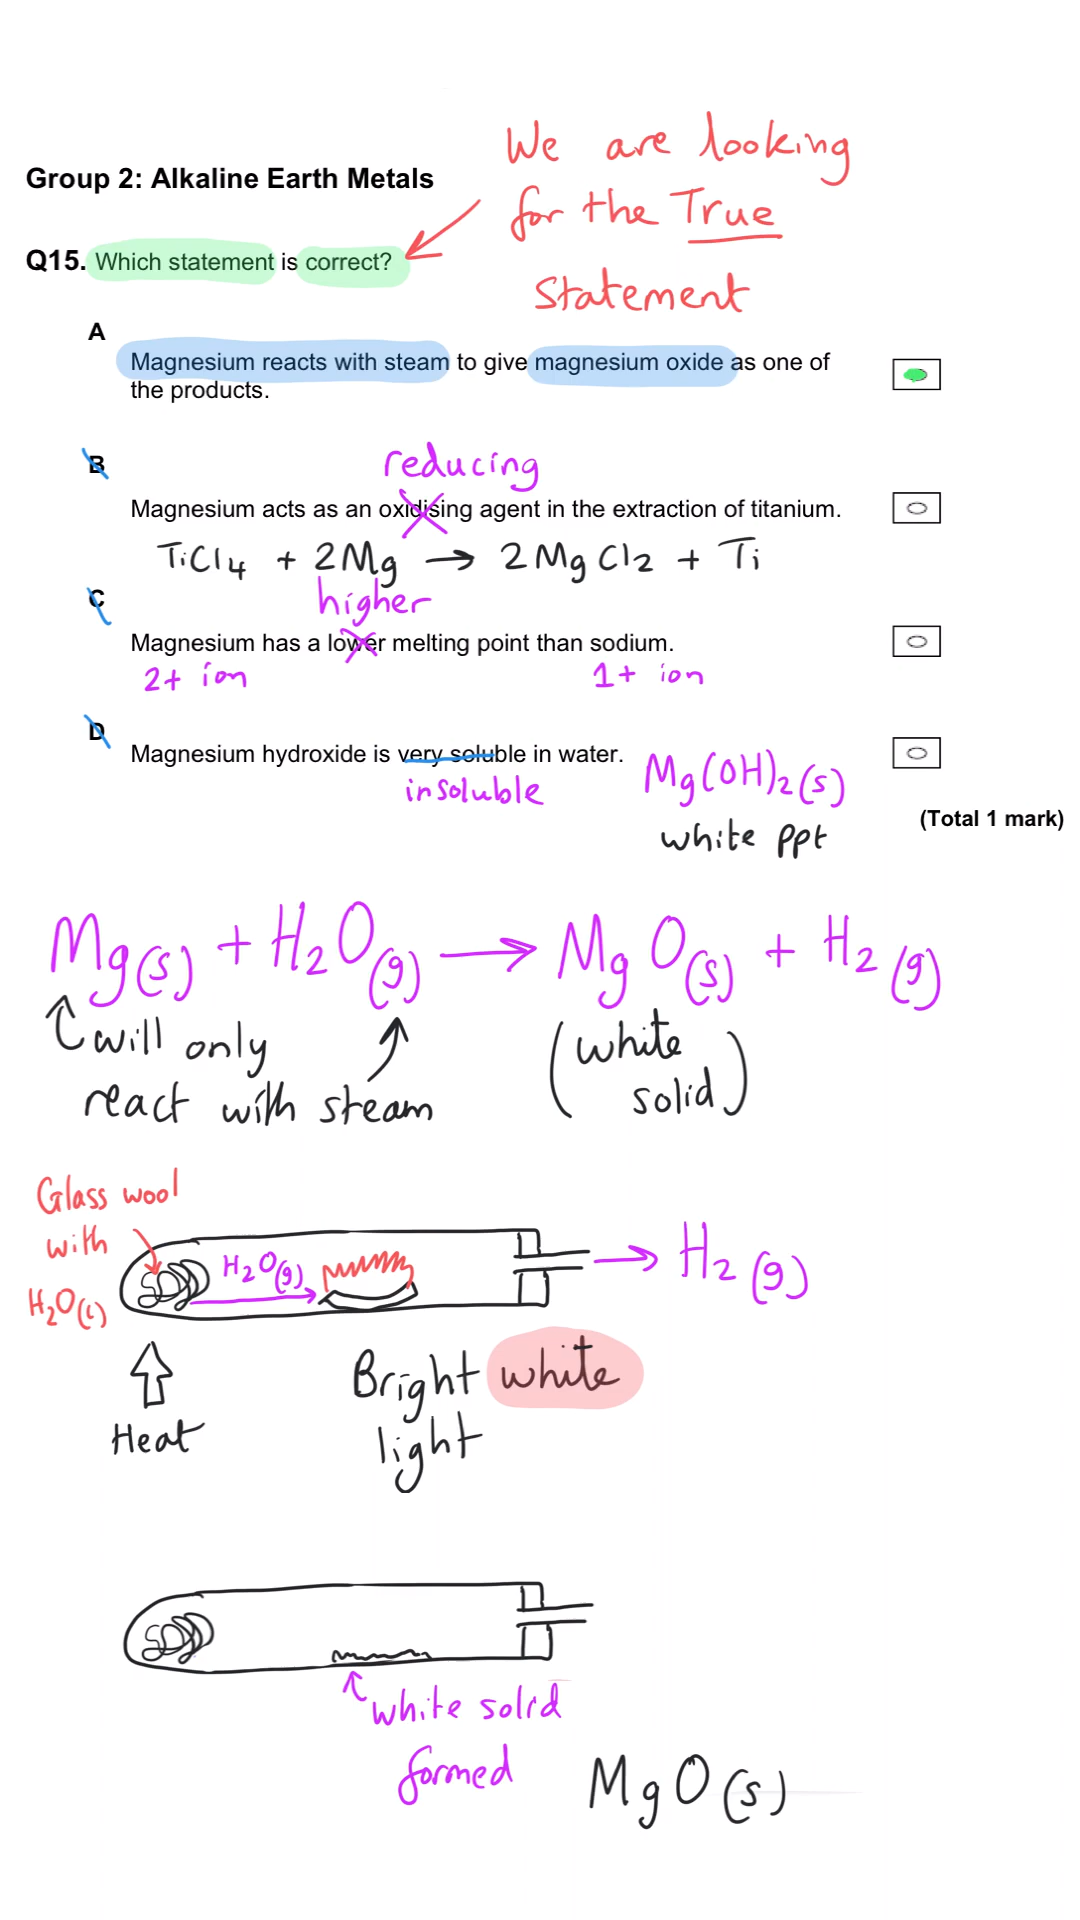 We are looking
Group 2: Alkaline Earth Metals
for the True
Q15. Which statement is correct?
Statement
A
Magnesium reacts with steam to give magnesium oxide as one of
the products.
B
reducing
Magnesium acts as an oxidising agent in the extraction of titanium.
TiCl4 + 2Mg → 2MgCl2 + Ti
C
higher
Magnesium has a lower melting point than sodium.
2+ ion 1+ ion
D
Magnesium hydroxide is very soluble in water.
insoluble
Mg(OH)2(s)
(Total 1 mark)
white ppt
Mg(s) + H2O(g) → MgO(s) + H2(g)
will only
react with steam
(white
solid)
Glass wool
with
H2O(l)
H2O(g)
→ H2(g)
Heat
Bright white
light
white solid
formed
MgO(s)